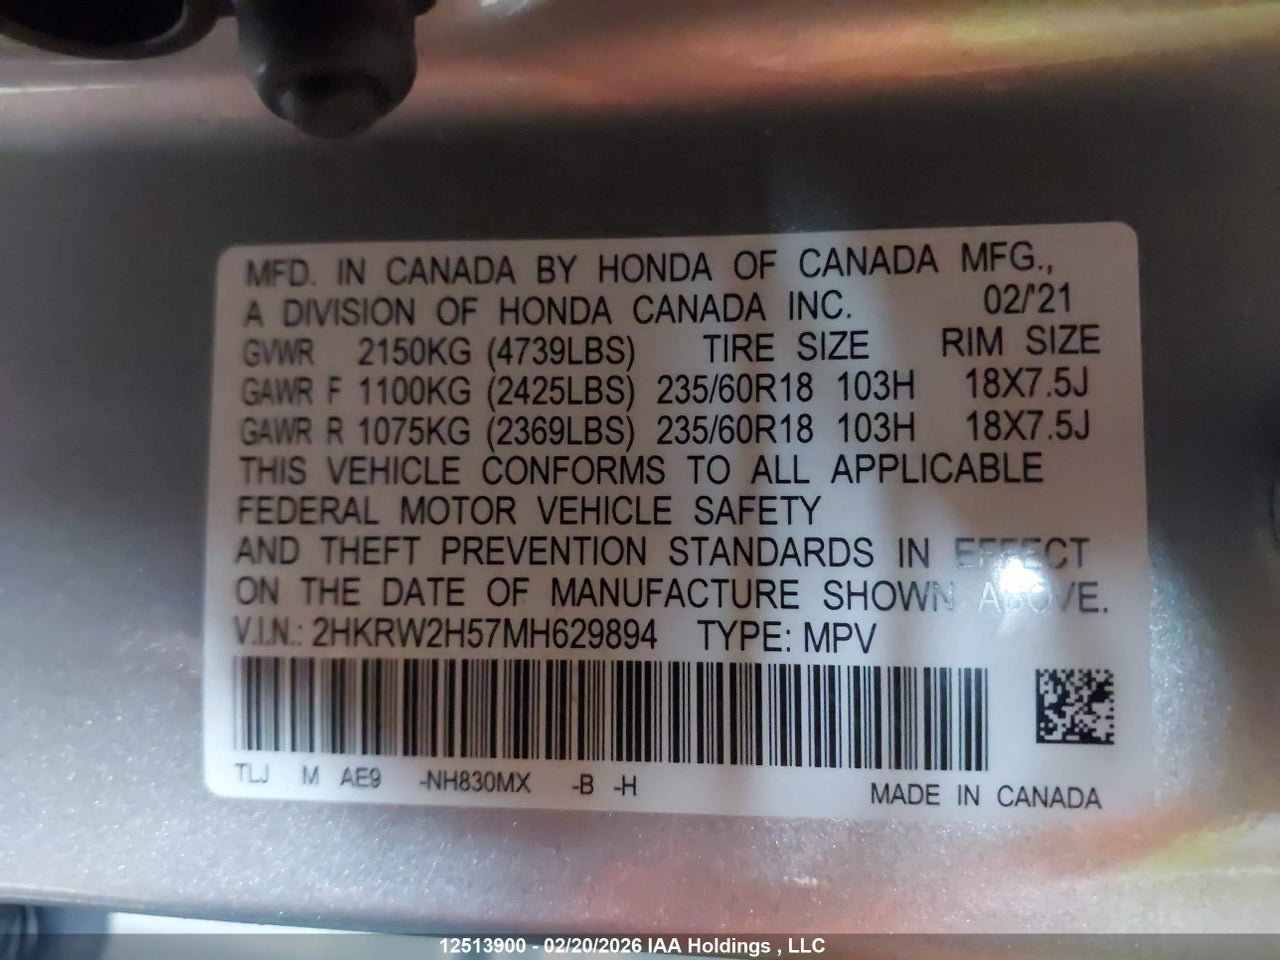 MFD. IN CANADA BY HONDA OF CANADA MFG.,
A DIVISION OF HONDA CANADA INC. 02/'21
GVWR 2150KG (4739LBS) TIRE SIZE RIM SIZE
GAWR F 1100KG (2425LBS) 235/60R18 103H 18X7.5J
GAWR R 1075KG (2369LBS) 235/60R18 103H 18X7.5J
THIS VEHICLE CONFORMS TO ALL APPLICABLE
FEDERAL MOTOR VEHICLE SAFETY
AND THEFT PREVENTION STANDARDS IN EFFECT
ON THE DATE OF MANUFACTURE SHOWN ABOVE.
V.I.N.: 2HKRW2H57MH629894 TYPE: MPV
TLJ M AE9 -NH830MX -B -H
MADE IN CANADA
12513900 - 02/20/2026 IAA Holdings , LLC